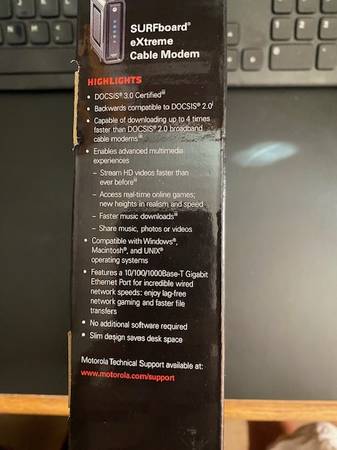 SURFboard®
eXtreme
Cable Modem
HIGHLIGHTS
• DOCSIS® 3.0 Certified
• Backwards compatible to DOCSIS® 2.0
• Capable of downloading up to 4 times
faster than DOCSIS® 2.0 broadband
cable modems
• Enables advanced multimedia
experiences
– Stream HD videos faster than
ever before
– Access real-time online games;
new heights in realism and speed
– Faster music downloads
– Share music, photos or videos
• Compatible with Windows®,
Macintosh®, and UNIX®
operating systems
• Features a 10/100/1000Base-T Gigabit
Ethernet Port for incredible wired
network speeds: enjoy lag-free
network gaming and faster file
transfers
• No additional software required
• Slim design saves desk space
Motorola Technical Support available at:
www.motorola.com/support